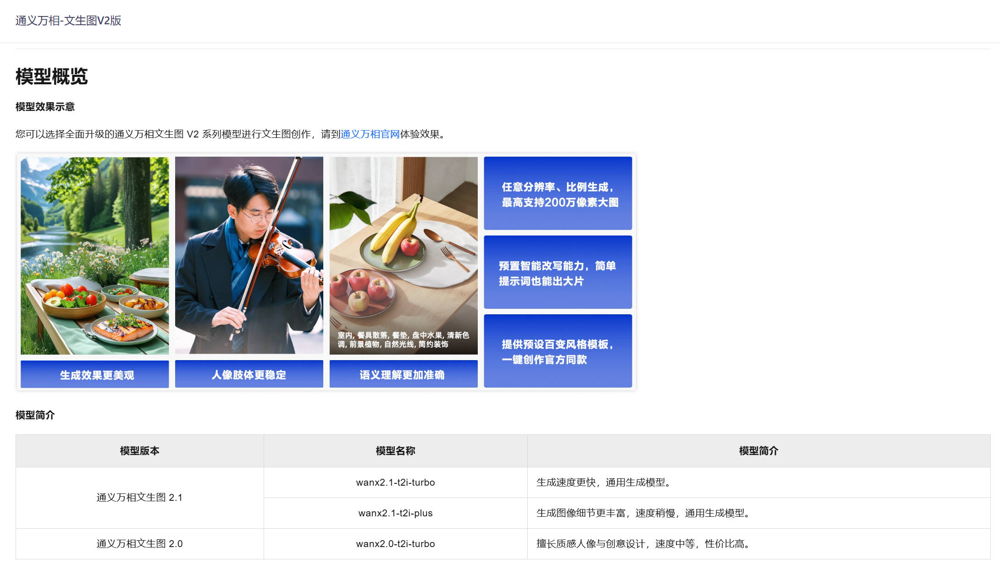 通义万相-文生图V2版
模型概览
模型效果示意
您可以选择全面升级的通义万相文生图 V2 系列模型进行文生图创作，请到通义万相官网体验效果。
室内, 餐具散落, 餐垫, 盘中水果, 清新色
调, 前景植物, 自然光线, 简约装饰
生成效果更美观
人像肢体更稳定
语义理解更加准确
任意分辨率、比例生成，
最高支持200万像素大图
预置智能改写能力，简单
提示词也能出大片
提供预设百变风格模板，
一键创作官方同款
模型简介
模型版本
模型名称
模型简介
通义万相文生图 2.1
wanx2.1-t2i-turbo
生成速度更快，通用生成模型。
wanx2.1-t2i-plus
生成图像细节更丰富，速度稍慢，通用生成模型。
通义万相文生图 2.0
wanx2.0-t2i-turbo
擅长质感人像与创意设计，速度中等，性价比高。